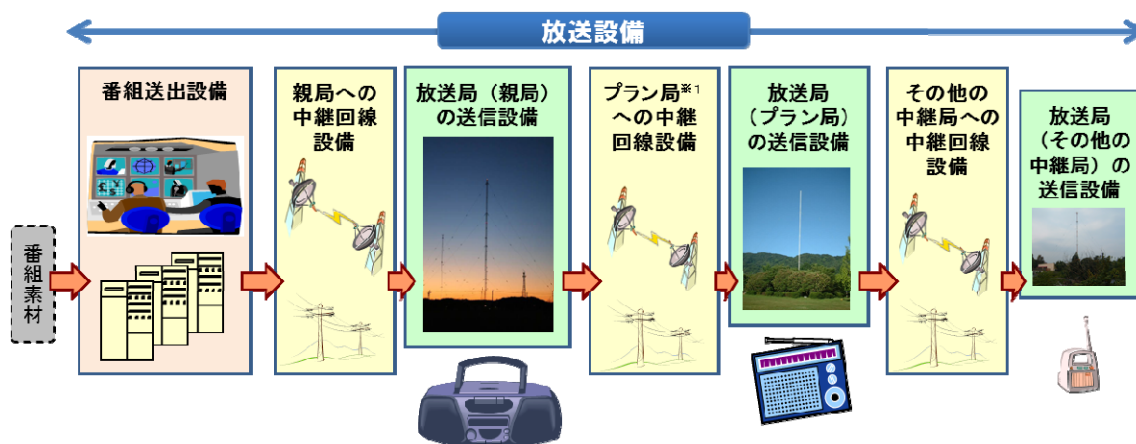 放送設備
番組素材
番組送出設備
親局への
中継回線
設備
放送局（親局）
の送信設備
プラン局※1
への中継
回線設備
放送局
（プラン局）
の送信設備
その他の
中継局への
中継回線
設備
放送局
（その他の
中継局）の
送信設備